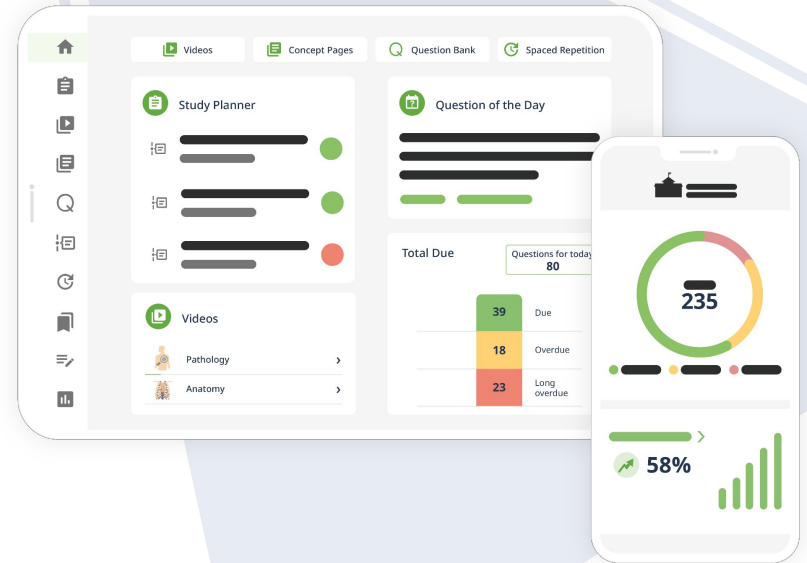 Videos
Concept Pages
Question Bank
Spaced Repetition
Study Planner
Question of the Day
Total Due
Questions for today
80
39 Due
18 Overdue
23 Long
overdue
Videos
Pathology
Anatomy
235
58%